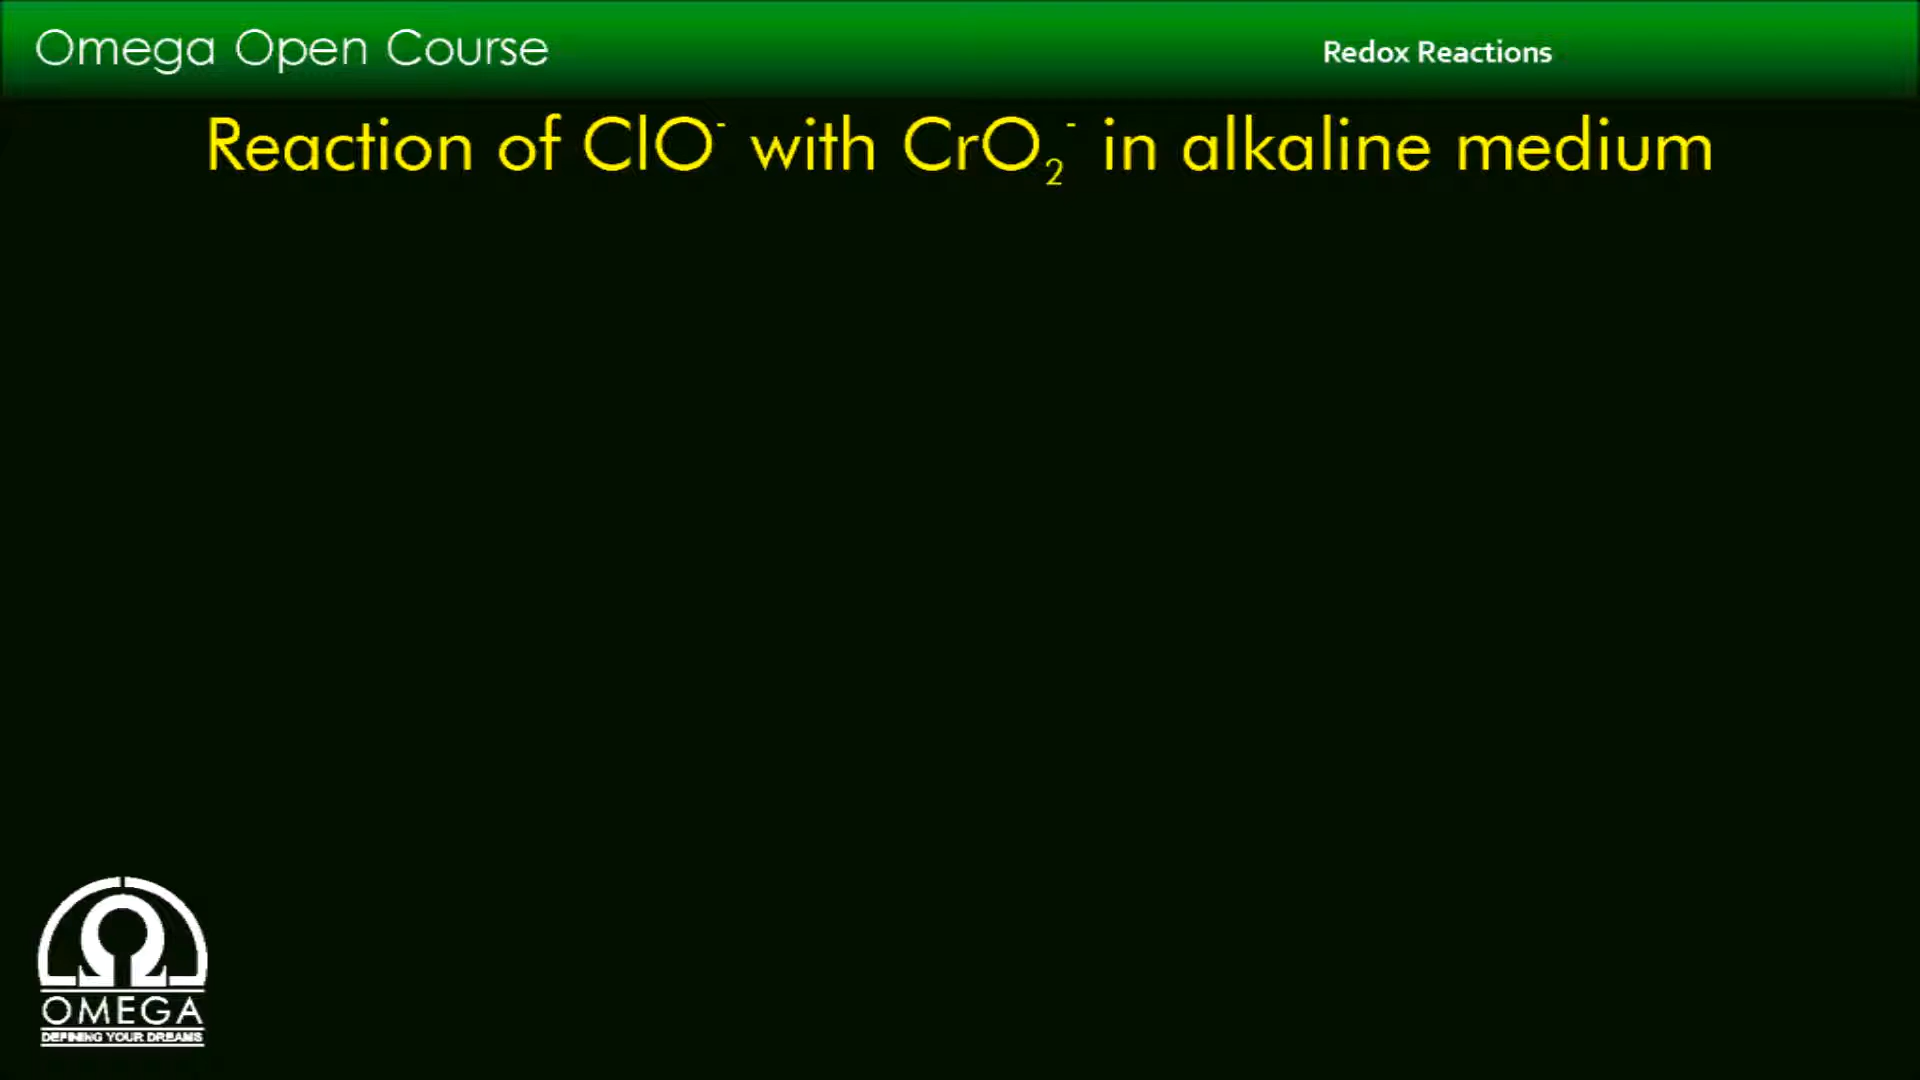 Omega Open Course
Redox Reactions
Reaction of ClO⁻ with CrO₂⁻ in alkaline medium
Ω
OMEGA
DEFINING YOUR DREAMS